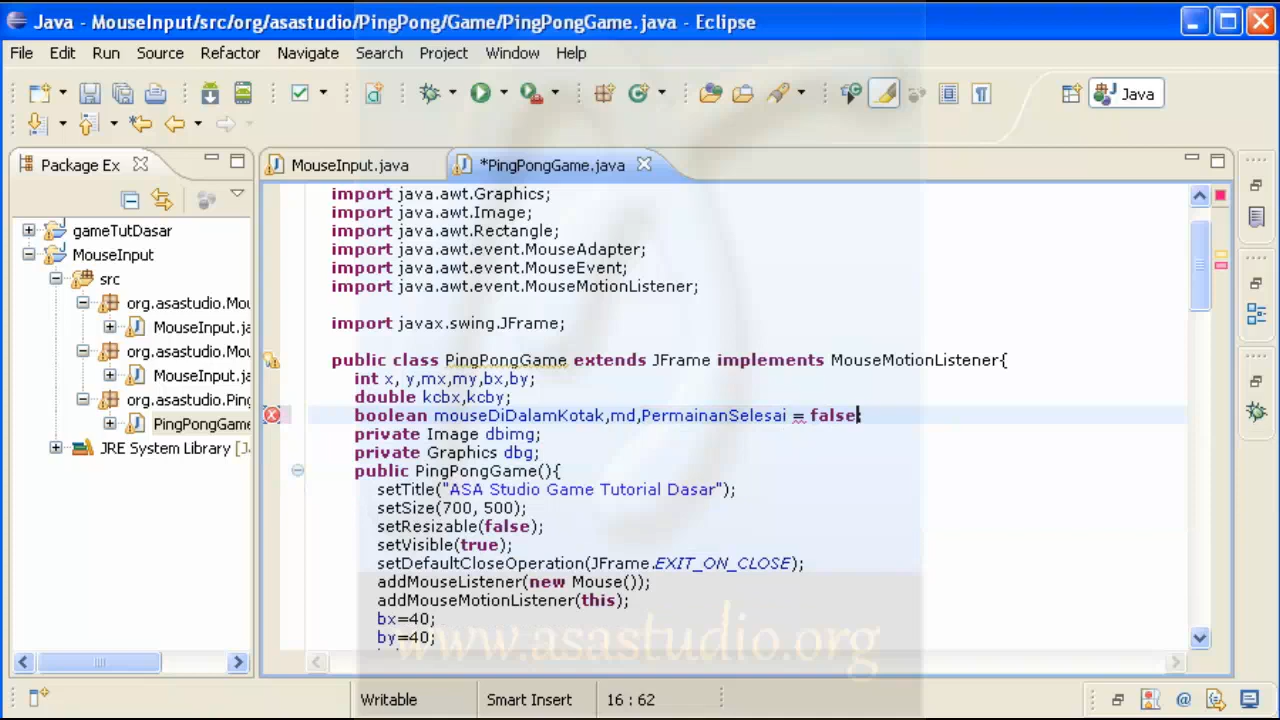 Java - MouseInput/src/org/asastudio/PingPong/Game/PingPongGame.java - Eclipse
File Edit Run Source Refactor Navigate Search Project Window Help
Java
Package Ex
MouseInput.java
*PingPongGame.java
gameTutDasar
MouseInput
src
org.asastudio.Mou
MouseInput.ja
org.asastudio.Mou
MouseInput.ja
org.asastudio.Ping
PingPongGame
JRE System Library [J
import java.awt.Graphics;
import java.awt.Image;
import java.awt.Rectangle;
import java.awt.event.MouseAdapter;
import java.awt.event.MouseEvent;
import java.awt.event.MouseMotionListener;
import javax.swing.JFrame;
public class PingPongGame extends JFrame implements MouseMotionListener{
int x, y,mx,my,bx,by;
double kcbx,kcby;
boolean mouseDiDalamKotak,md,PermainanSelesai = false;
private Image dbimg;
private Graphics dbg;
public PingPongGame(){
setTitle("ASA Studio Game Tutorial Dasar");
setSize(700, 500);
setResizable(false);
setVisible(true);
setDefaultCloseOperation(JFrame.EXIT_ON_CLOSE);
addMouseListener(new Mouse());
addMouseMotionListener(this);
bx=40;
by=40;
www.asastudio.org
Writable
Smart Insert
16 : 62